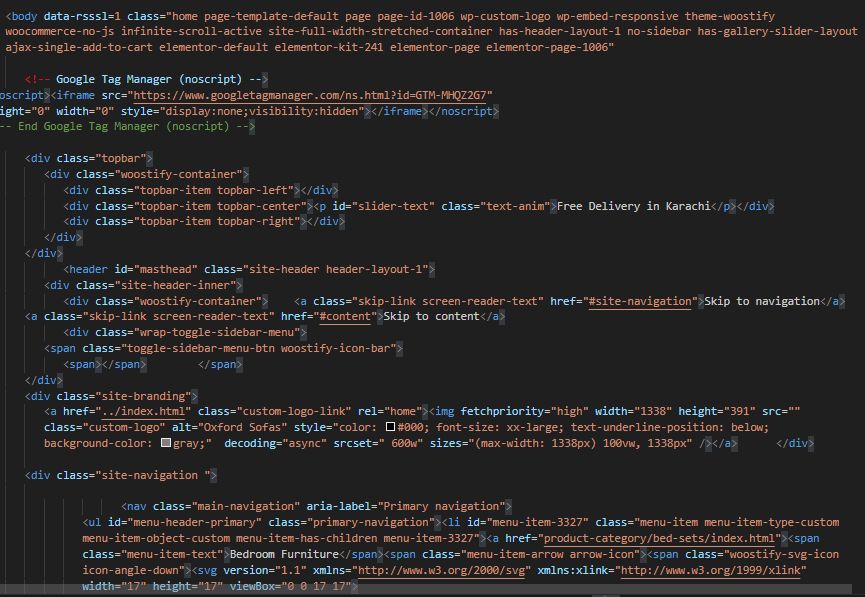 <body data-rsssl=1 class="home page-template-default page page-id-1006 wp-custom-logo wp-embed-responsive theme-woostify
woocommerce-no-js infinite-scroll-active site-full-width-stretched-container has-header-layout-1 no-sidebar has-gallery-slider-layout
ajax-single-add-to-cart elementor-default elementor-kit-241 elementor-page elementor-page-1006"
<!-- Google Tag Manager (noscript) -->
oscript><iframe src="https://www.googletagmanager.com/ns.html?id=GTM-MHQZ2G7"
ight="0" width="0" style="display:none;visibility:hidden"></iframe></noscript>
-- End Google Tag Manager (noscript) -->
<div class="topbar">
<div class="woostify-container">
<div class="topbar-item topbar-left"></div>
<div class="topbar-item topbar-center"><p id="slider-text" class="text-anim">Free Delivery in Karachi</p></div>
<div class="topbar-item topbar-right"></div>
</div>
</div>
<header id="masthead" class="site-header header-layout-1">
<div class="site-header-inner">
<div class="woostify-container"> <a class="skip-link screen-reader-text" href="#site-navigation">Skip to navigation</a>
<a class="skip-link screen-reader-text" href="#content">Skip to content</a>
<div class="wrap-toggle-sidebar-menu">
<span class="toggle-sidebar-menu-btn woostify-icon-bar">
<span></span> </span>
</div>
<div class="site-branding">
<a href="../index.html" class="custom-logo-link" rel="home"><img fetchpriority="high" width="1338" height="391" src=""
class="custom-logo" alt="Oxford Sofas" style="color: #000; font-size: xx-large; text-underline-position: below;
background-color: gray;" decoding="async" srcset=" 600w" sizes="(max-width: 1338px) 100vw, 1338px" /></a> </div>
<div class="site-navigation ">
<nav class="main-navigation" aria-label="Primary navigation">
<ul id="menu-header-primary" class="primary-navigation"><li id="menu-item-3327" class="menu-item menu-item-type-custom
menu-item-object-custom menu-item-has-children menu-item-3327"><a href="product-category/bed-sets/index.html"><span
class="menu-item-text">Bedroom Furniture</span><span class="menu-item-arrow arrow-icon"><span class="woostify-svg-icon
icon-angle-down"><svg version="1.1" xmlns="http://www.w3.org/2000/svg" xmlns:xlink="http://www.w3.org/1999/xlink"
width="17" height="17" viewBox="0 0 17 17">